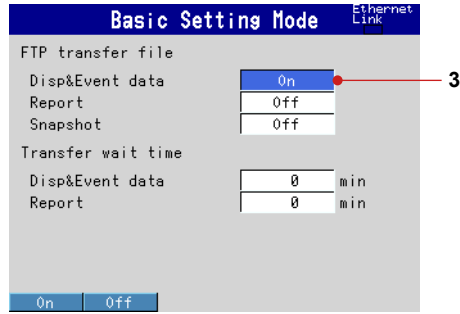 Basic Setting Mode
Ethernet
Link
FTP transfer file
Disp&Event data On 3
Report Off
Snapshot Off
Transfer wait time
Disp&Event data 0 min
Report 0 min
On Off